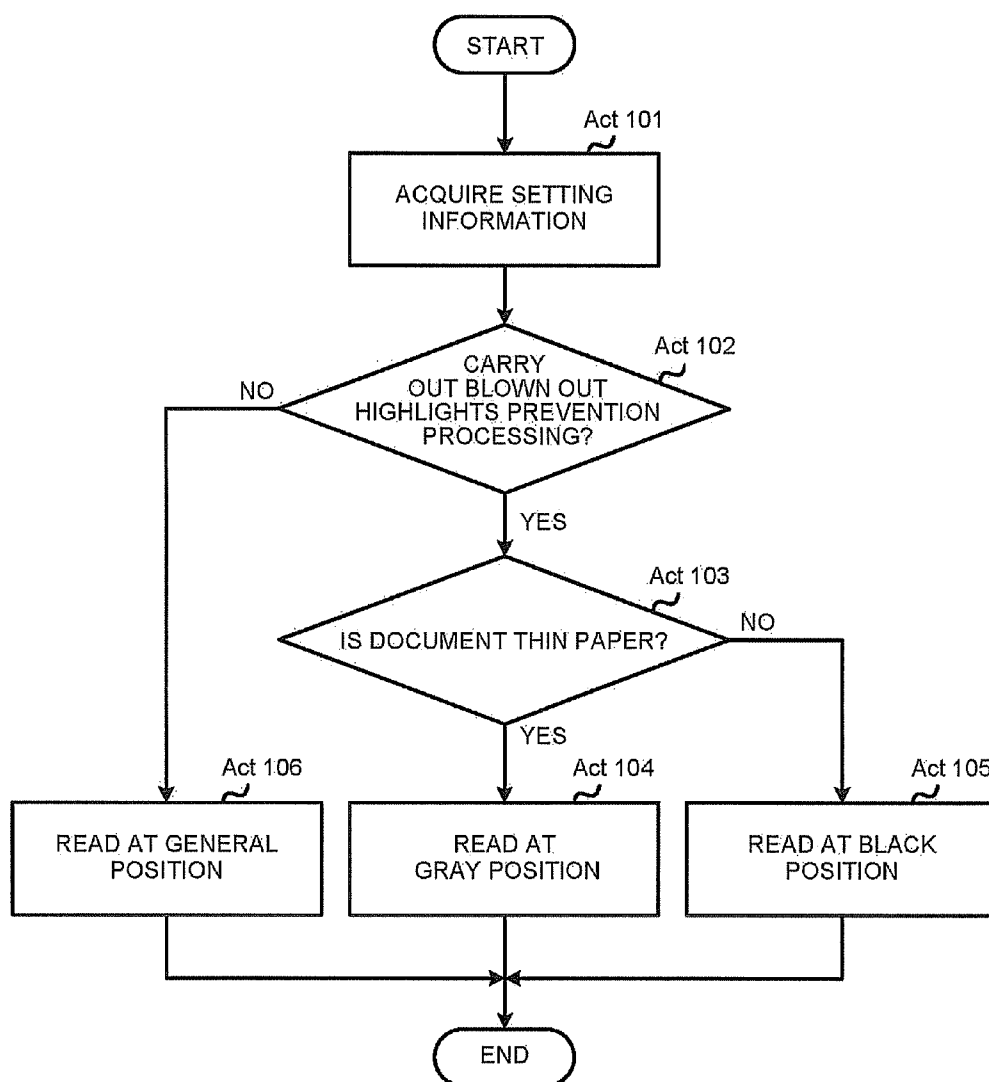 START
Act 101
ACQUIRE SETTING
INFORMATION
Act 102
CARRY
OUT BLOWN OUT
HIGHLIGHTS PREVENTION
PROCESSING?
NO
YES
Act 103
IS DOCUMENT THIN PAPER?
NO
YES
Act 106
READ AT GENERAL
POSITION
Act 104
READ AT
GRAY POSITION
Act 105
READ AT BLACK
POSITION
END